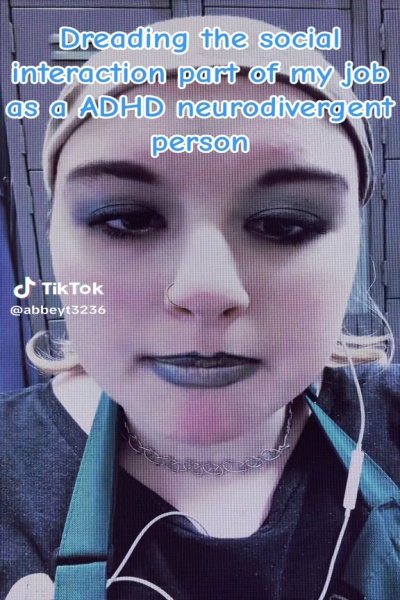 Dreading the social
interaction part of my job
as a ADHD neurodivergent
person
TikTok
@abbeyt3236